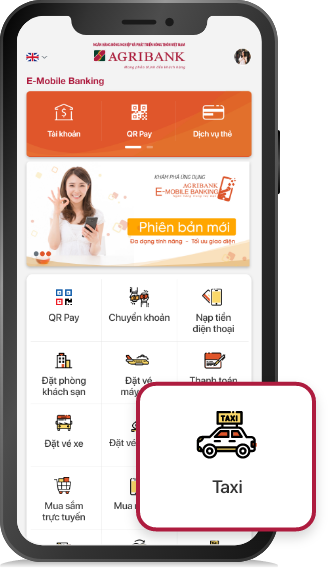 NGÂN HÀNG NÔNG NGHIỆP VÀ PHÁT TRIỂN NÔNG THÔN VIỆT NAM
AGRIBANK
Mang phồn thịnh đến khách hàng
E-Mobile Banking
Tài khoản
QR Pay
Dịch vụ thẻ
KHÁM PHÁ ỨNG DỤNG
AGRIBANK
E-MOBILE BANKING
Phiên bản mới
Đa dạng tính năng - Tối ưu giao diện
QR Pay
Chuyển khoản
Nạp tiền
điện thoại
Đặt phòng
khách sạn
Đặt vé
máy
Thanh toán
Đặt vé xe
Đặt vé
TAXI
Taxi
Mua sắm
trực tuyến
Mua